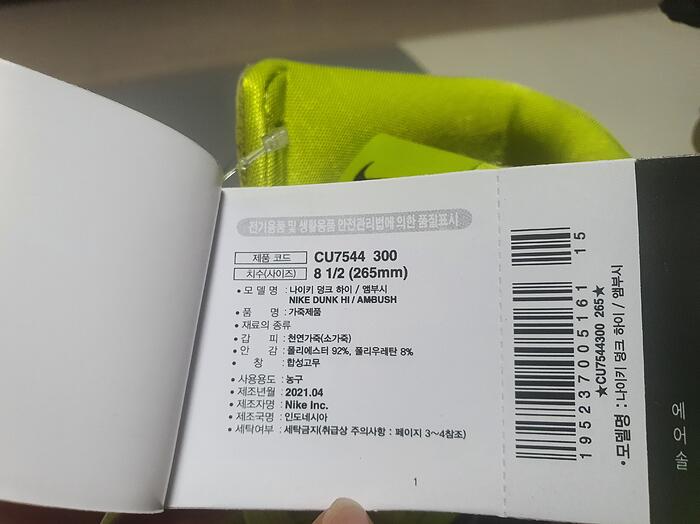 전기용품 및 생활용품 안전관리법에 의한 품질표시
제품 코드 CU7544 300
치수(사이즈) 8 1/2 (265mm)
• 모 델 명 : 나이키 덩크 하이 / 앰부시
NIKE DUNK HI / AMBUSH
• 품 명 : 가죽제품
• 재료의 종류
• 갑 피 : 천연가죽(소가죽)
• 안 감 : 폴리에스터 92%, 폴리우레탄 8%
• 창 : 합성고무
• 사용용도 : 농구
• 제조년월 : 2021.04
• 제조자명 : Nike Inc.
• 제조국명 : 인도네시아
• 세탁여부 : 세탁금지(취급상 주의사항 : 페이지 3~4참조)
1
195237005161 15
★CU7544300 265★
• 모델명 : 나이키 덩크 하이 / 앰부시
에어 솔